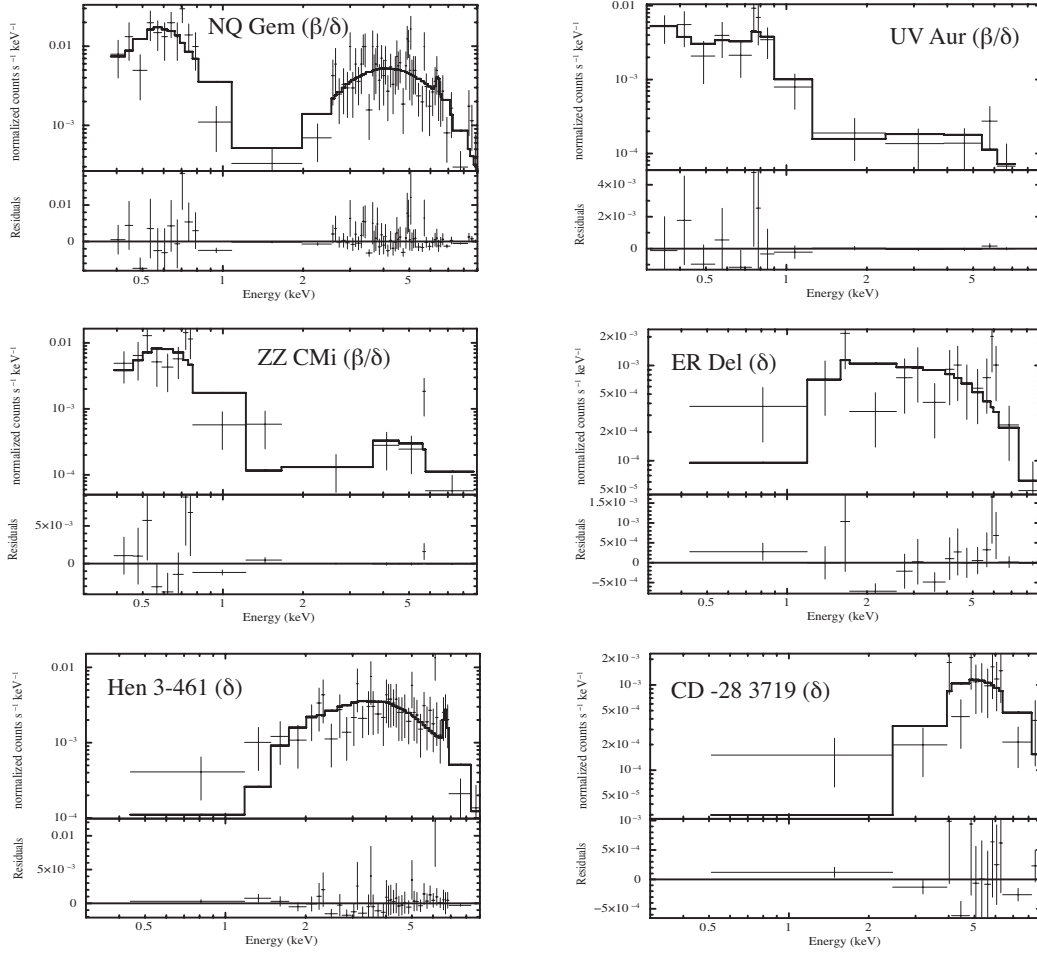 NQ Gem (β/δ)
normalized counts s⁻¹ keV⁻¹
0.01
10⁻³
Residuals
0.01
0
0.5
1
2
5
Energy (keV)
UV Aur (β/δ)
normalized counts s⁻¹ keV⁻¹
0.01
10⁻³
10⁻⁴
Residuals
4×10⁻³
2×10⁻³
0
0.5
1
2
5
Energy (keV)
ZZ CMi (β/δ)
normalized counts s⁻¹ keV⁻¹
0.01
10⁻³
10⁻⁴
Residuals
5×10⁻³
0
0.5
1
2
5
Energy (keV)
ER Del (δ)
normalized counts s⁻¹ keV⁻¹
2×10⁻³
10⁻³
5×10⁻⁴
2×10⁻⁴
10⁻⁴
5×10⁻⁵
Residuals
1.5×10⁻³
10⁻³
5×10⁻⁴
0
−5×10⁻⁴
0.5
1
2
5
Energy (keV)
Hen 3-461 (δ)
normalized counts s⁻¹ keV⁻¹
0.01
10⁻³
10⁻⁴
Residuals
0.01
5×10⁻³
0
0.5
1
2
5
Energy (keV)
CD -28 3719 (δ)
normalized counts s⁻¹ keV⁻¹
2×10⁻³
10⁻³
5×10⁻⁴
2×10⁻⁴
10⁻⁴
5×10⁻⁵
Residuals
10⁻³
5×10⁻⁴
0
−5×10⁻⁴
0.5
1
2
5
Energy (keV)